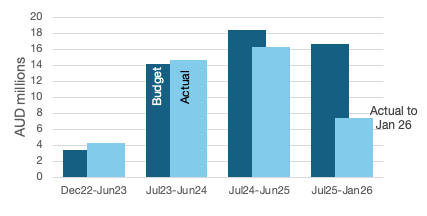 20
18
16
14
12
10
8
6
4
2
0
AUD millions
Budget
Actual
Actual to
Jan 26
Dec22-Jun23
Jul23-Jun24
Jul24-Jun25
Jul25-Jan26